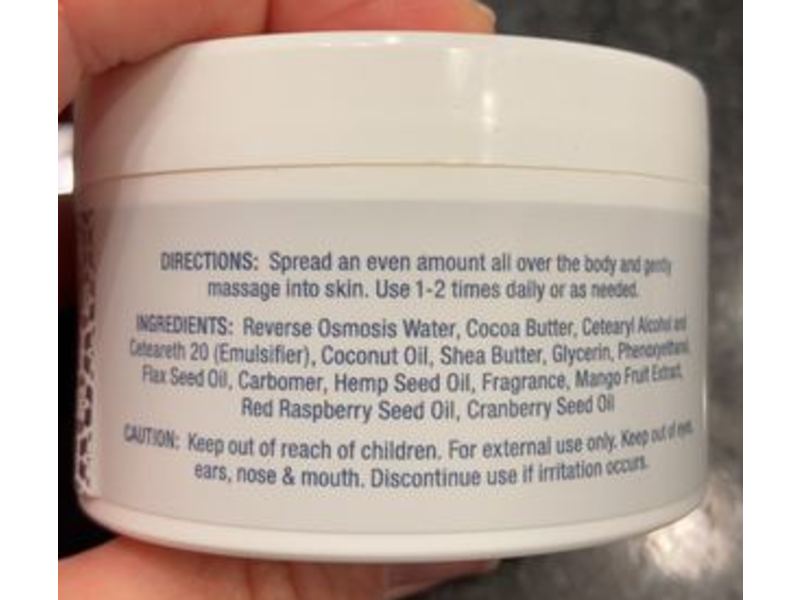 DIRECTIONS: Spread an even amount all over the body and gently
massage into skin. Use 1-2 times daily or as needed.
INGREDIENTS: Reverse Osmosis Water, Cocoa Butter, Cetearyl Alcohol and
Ceteareth 20 (Emulsifier), Coconut Oil, Shea Butter, Glycerin, Phenoxyethanol,
Flax Seed Oil, Carbomer, Hemp Seed Oil, Fragrance, Mango Fruit Extract,
Red Raspberry Seed Oil, Cranberry Seed Oil
CAUTION: Keep out of reach of children. For external use only. Keep out of eyes,
ears, nose & mouth. Discontinue use if irritation occurs.